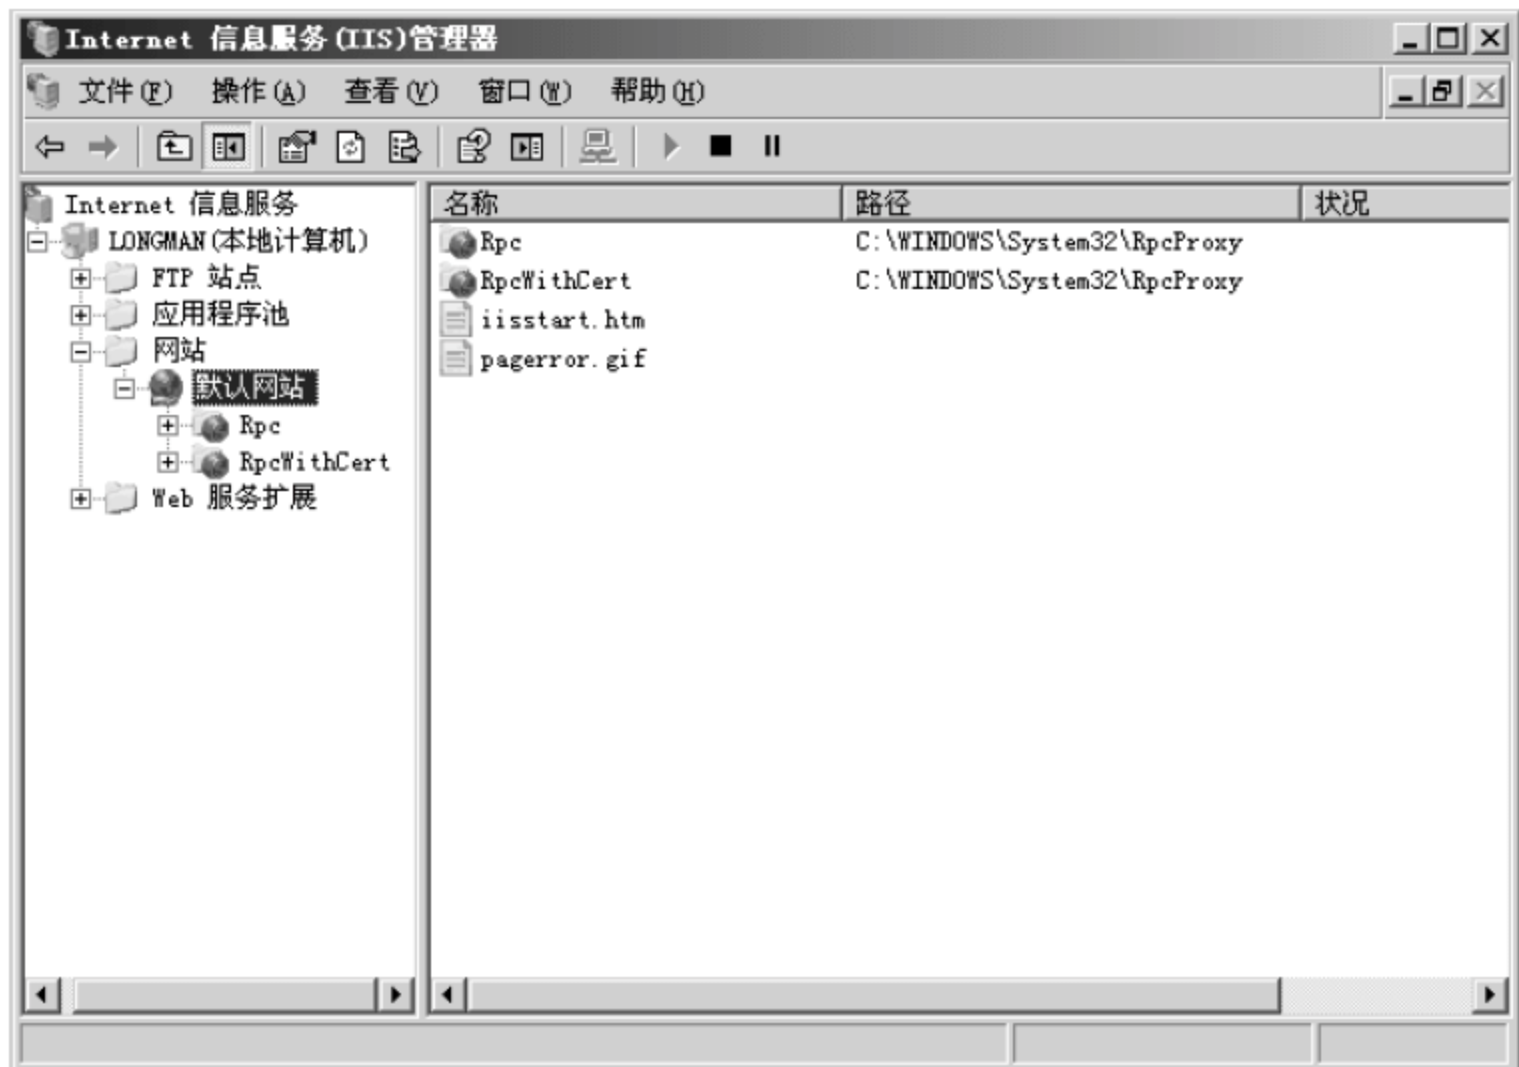 Internet 信息服务(IIS)管理器
文件(F) 操作(A) 查看(V) 窗口(W) 帮助(H)
Internet 信息服务
LONGMAN(本地计算机)
FTP 站点
应用程序池
网站
默认网站
Rpc
RpcWithCert
Web 服务扩展
名称 路径 状况
Rpc C:\WINDOWS\System32\RpcProxy
RpcWithCert C:\WINDOWS\System32\RpcProxy
iisstart.htm
pagerror.gif